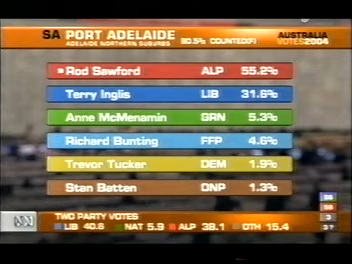 SA PORT ADELAIDE
ADELAIDE NORTHERN SUBURBS
80.5% COUNTED(F)
AUSTRALIA
VOTES2004
Rod Sawford ALP 55.2%
Terry Inglis LIB 31.6%
Anne McMenamin GRN 5.3%
Richard Bunting FFP 4.6%
Trevor Tucker DEM 1.9%
Stan Batten ONP 1.3%
TWO PARTY VOTES
LIB 40.6 NAT 5.9 ALP 38.1 OTH 15.4